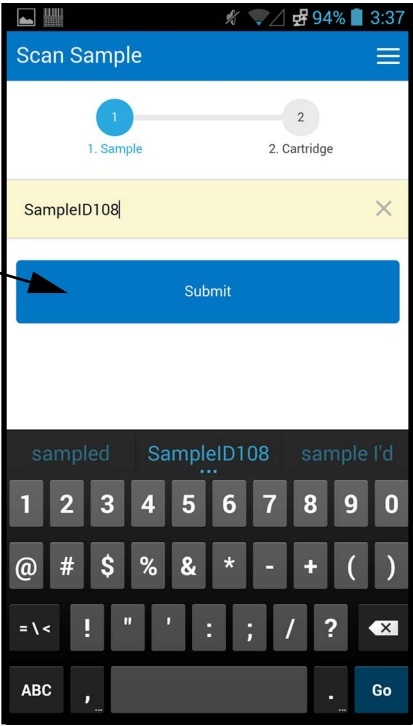 94% 3:37
Scan Sample
1 2
1. Sample 2. Cartridge
SampleID108
Submit
sampled SampleID108 sample I'd
1 2 3 4 5 6 7 8 9 0
@ # $ % & * - + ( )
= \ < ! " ' : ; / ?
ABC , . Go